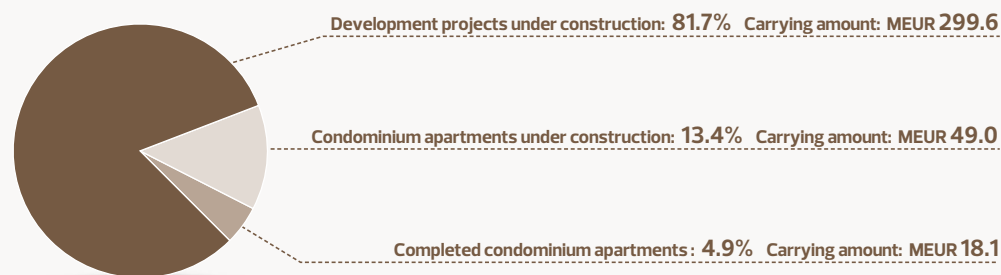 Development projects under construction: 81.7% Carrying amount: MEUR 299.6
Condominium apartments under construction: 13.4% Carrying amount: MEUR 49.0
Completed condominium apartments : 4.9% Carrying amount: MEUR 18.1